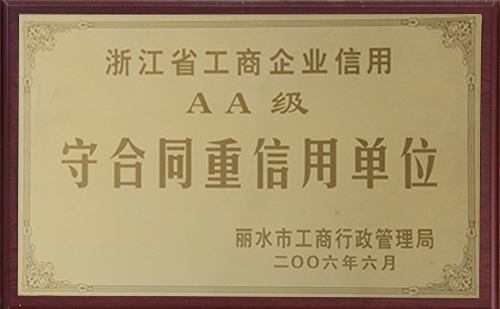 浙江省工商企业信用
AA级
守合同重信用单位
丽水市工商行政管理局
二〇〇六年六月